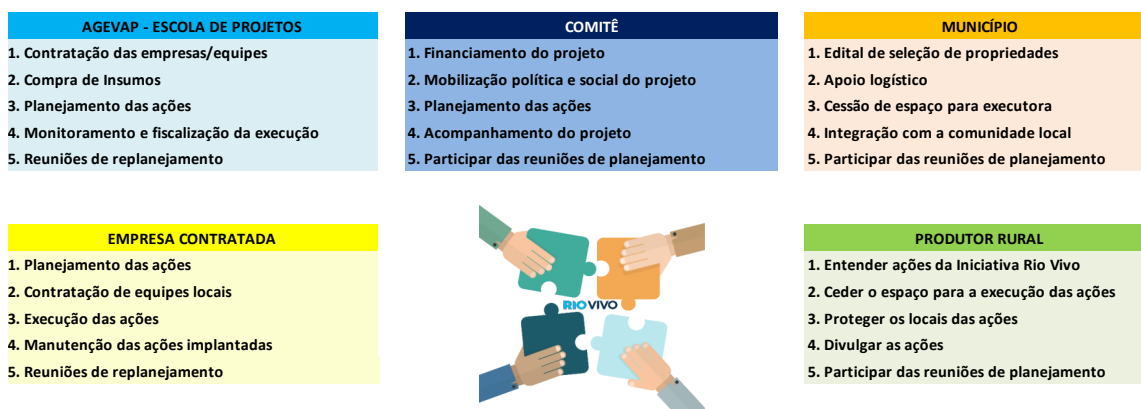 AGEVAP - ESCOLA DE PROJETOS
1. Contratação das empresas/equipes
2. Compra de Insumos
3. Planejamento das ações
4. Monitoramento e fiscalização da execução
5. Reuniões de replanejamento
COMITÊ
1. Financiamento do projeto
2. Mobilização política e social do projeto
3. Planejamento das ações
4. Acompanhamento do projeto
5. Participar das reuniões de planejamento
MUNICÍPIO
1. Edital de seleção de propriedades
2. Apoio logístico
3. Cessão de espaço para executora
4. Integração com a comunidade local
5. Participar das reuniões de planejamento
EMPRESA CONTRATADA
1. Planejamento das ações
2. Contratação de equipes locais
3. Execução das ações
4. Manutenção das ações implantadas
5. Reuniões de replanejamento
RIO VIVO
PRODUTOR RURAL
1. Entender ações da Iniciativa Rio Vivo
2. Ceder o espaço para a execução das ações
3. Proteger os locais das ações
4. Divulgar as ações
5. Participar das reuniões de planejamento